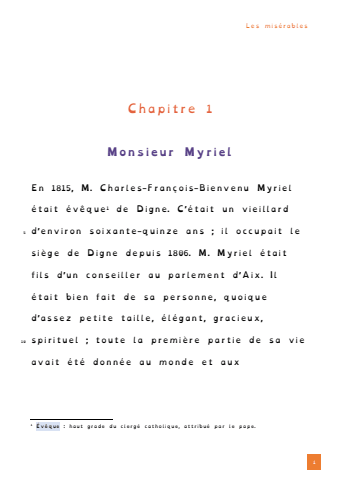 Les misérables
Chapitre 1
Monsieur Myriel
En 1815, M. Charles-François-Bienvenu Myriel
était évêque¹ de Digne. C'était un vieillard
5 d'environ soixante-quinze ans ; il occupait le
siège de Digne depuis 1806. M. Myriel était
fils d'un conseiller au parlement d'Aix. Il
était bien fait de sa personne, quoique
d'assez petite taille, élégant, gracieux,
10 spirituel ; toute la première partie de sa vie
avait été donnée au monde et aux
¹ Évêque : haut grade du clergé catholique, attribué par le pape.
1